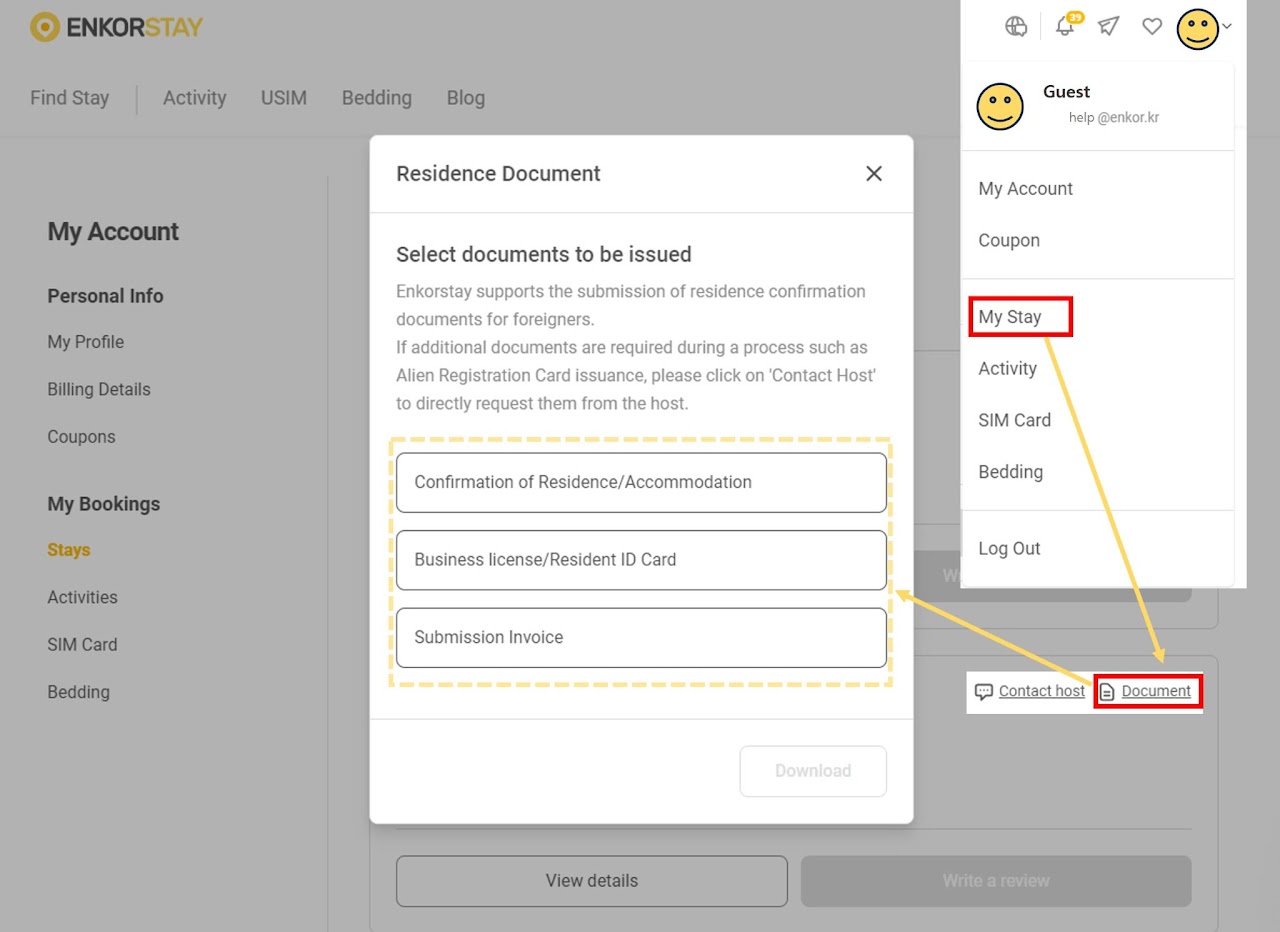 ENKORSTAY
39
Find Stay
Activity
USIM
Bedding
Blog
Guest
help @enkor.kr
My Account
Coupon
My Stay
Activity
SIM Card
Bedding
Log Out
My Account
Personal Info
My Profile
Billing Details
Coupons
My Bookings
Stays
Activities
SIM Card
Bedding
Residence Document
Select documents to be issued
Enkorstay supports the submission of residence confirmation
documents for foreigners.
If additional documents are required during a process such as
Alien Registration Card issuance, please click on 'Contact Host'
to directly request them from the host.
Confirmation of Residence/Accommodation
Business license/Resident ID Card
Submission Invoice
Download
Contact host
Document
View details
Write a review